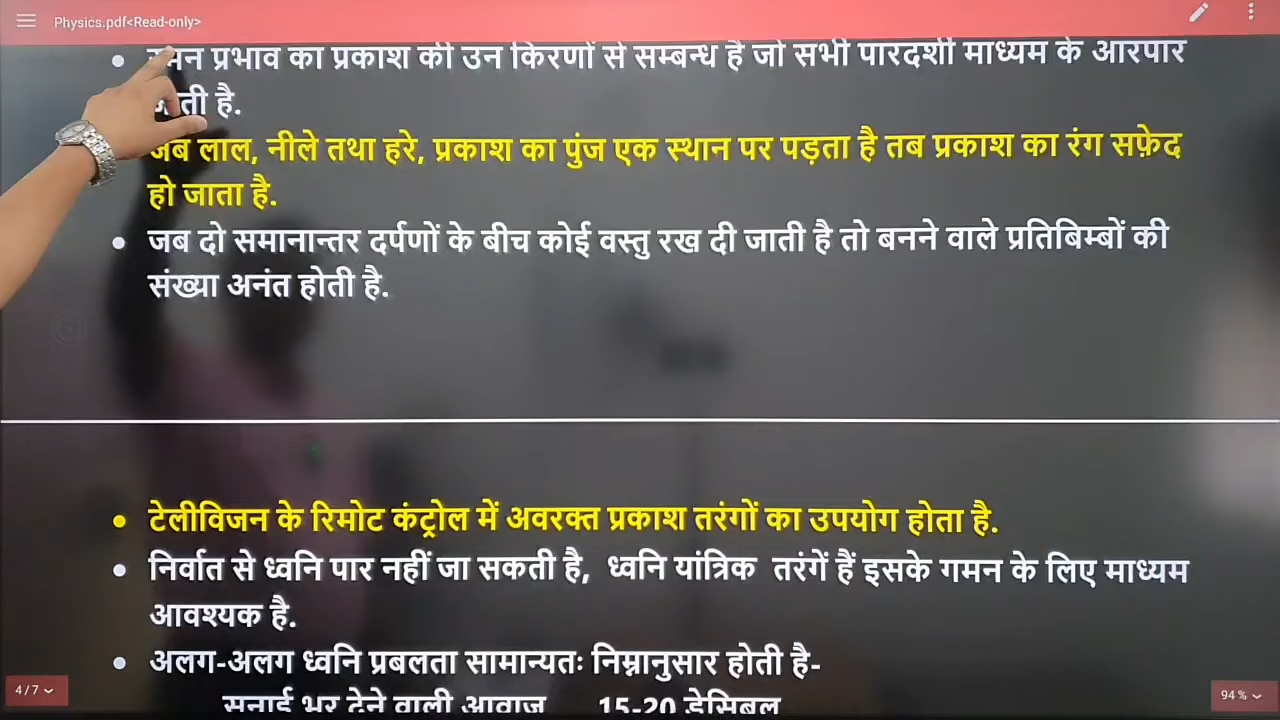 Physics.pdf<Read-only>
प्रभाव का प्रकाश की उन किरणों से सम्बन्ध है जो सभी पारदर्शी माध्यम के आरपार
है.
जब लाल, नीले तथा हरे, प्रकाश का पुंज एक स्थान पर पड़ता है तब प्रकाश का रंग सफ़ेद
हो जाता है.
• जब दो समानान्तर दर्पणों के बीच कोई वस्तु रख दी जाती है तो बनने वाले प्रतिबिम्बों की
संख्या अनंत होती है.
• टेलीविजन के रिमोट कंट्रोल में अवरक्त प्रकाश तरंगों का उपयोग होता है.
• निर्वात से ध्वनि पार नहीं जा सकती है, ध्वनि यांत्रिक तरंगें हैं इसके गमन के लिए माध्यम
आवश्यक है.
• अलग-अलग ध्वनि प्रबलता सामान्यतः निम्नानुसार होती है-
सुनाई भर देने वाली आवाज 15-20 डेसिबल
4/7
94%